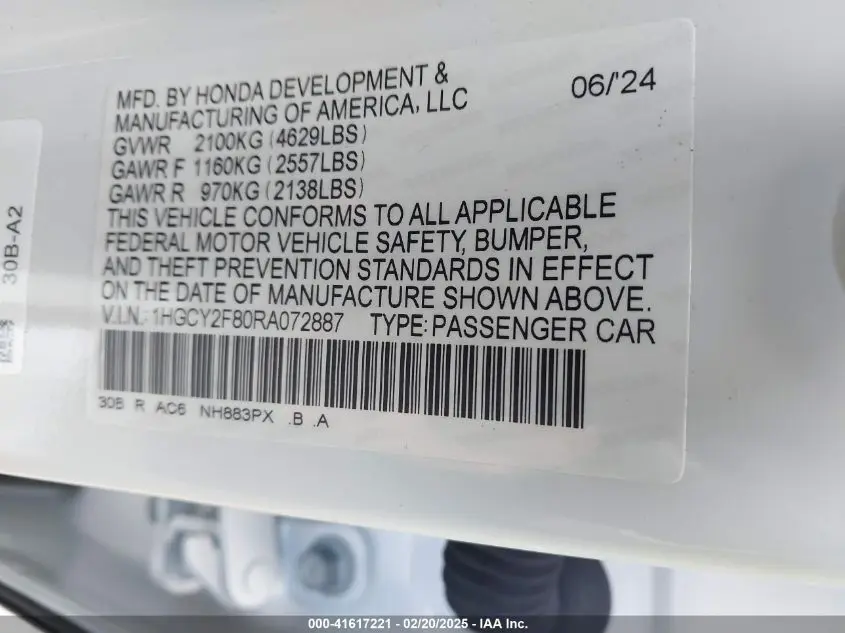 MFD. BY HONDA DEVELOPMENT & 06/'24
MANUFACTURING OF AMERICA, LLC
GVWR 2100KG (4629LBS)
GAWR F 1160KG (2557LBS)
GAWR R 970KG (2138LBS)
THIS VEHICLE CONFORMS TO ALL APPLICABLE
FEDERAL MOTOR VEHICLE SAFETY, BUMPER,
AND THEFT PREVENTION STANDARDS IN EFFECT
ON THE DATE OF MANUFACTURE SHOWN ABOVE.
V.I.N.: 1HGCY2F80RA072887 TYPE: PASSENGER CAR
30B R AC6 NH883PX .B .A
30B-A2
000-41617221 - 02/20/2025 - IAA Inc.